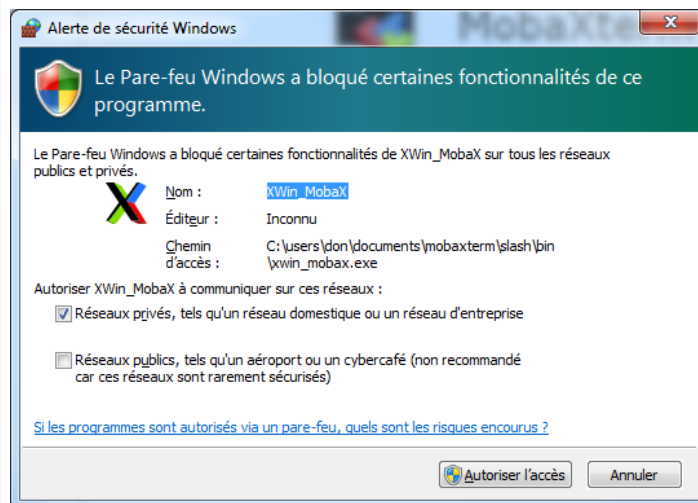 Alerte de sécurité Windows
MobaXterm
Le Pare-feu Windows a bloqué certaines fonctionnalités de ce
programme.
Le Pare-feu Windows a bloqué certaines fonctionnalités de XWin_MobaX sur tous les réseaux
publics et privés.
Nom : XWin_MobaX
Éditeur : Inconnu
Chemin d'accès : C:\users\don\documents\mobaxterm\slash\bin
\xwin_mobax.exe
Autoriser XWin_MobaX à communiquer sur ces réseaux :
Réseaux privés, tels qu'un réseau domestique ou un réseau d'entreprise
Réseaux publics, tels qu'un aéroport ou un cybercafé (non recommandé
car ces réseaux sont rarement sécurisés)
Si les programmes sont autorisés via un pare-feu, quels sont les risques encourus ?
Autoriser l'accès Annuler